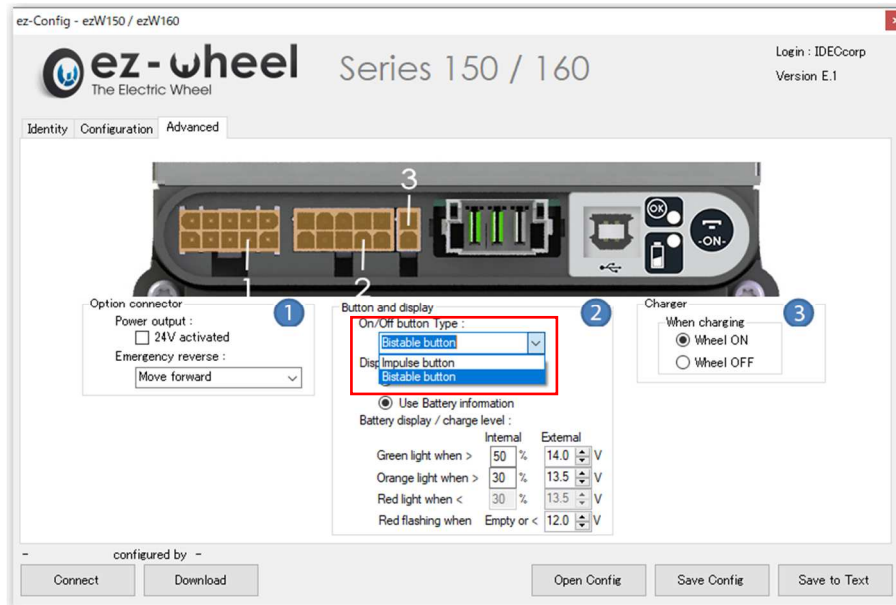 ez-Config - ezW150 / ezW160
ez-wheel
The Electric Wheel
Series 150 / 160
Login : IDECcorp
Version E.1
Identity Configuration Advanced
3
OK
-ON-
1
2
Option connector
1
Power output :
24V activated
Emergency reverse :
Move forward
Button and display
2
On/Off button Type :
Bistable button
Impulse button
Bistable button
Use Battery information
Battery display / charge level :
Internal External
Green light when > 50 % 14.0 V
Orange light when > 30 % 13.5 V
Red light when < 30 % 13.5 V
Red flashing when Empty or < 12.0 V
Charger
3
When charging
Wheel ON
Wheel OFF
- configured by -
Connect Download Open Config Save Config Save to Text